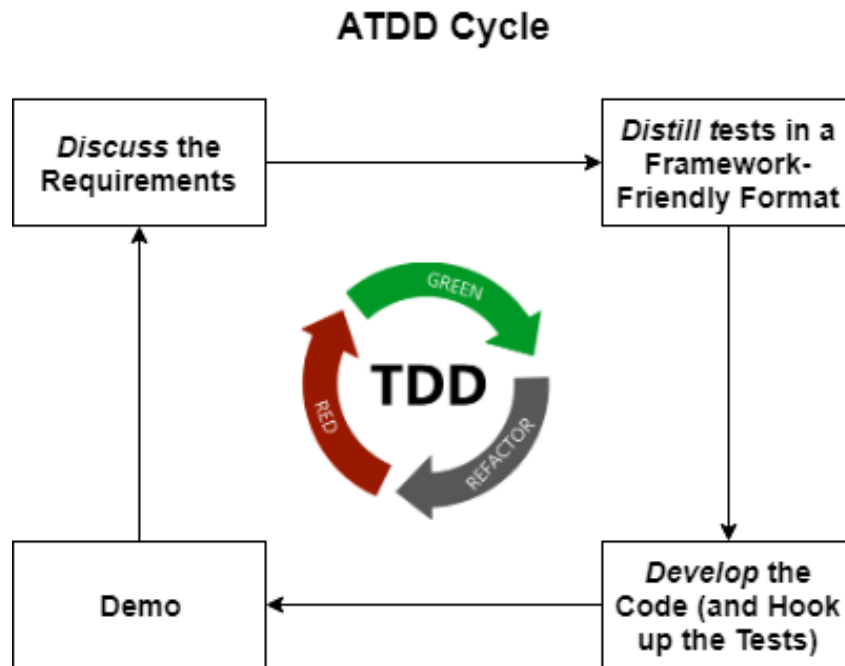 ATDD Cycle
Discuss the
Requirements
Distill tests in a
Framework-
Friendly Format
GREEN
TDD
RED
REFACTOR
Demo
Develop the
Code (and Hook
up the Tests)